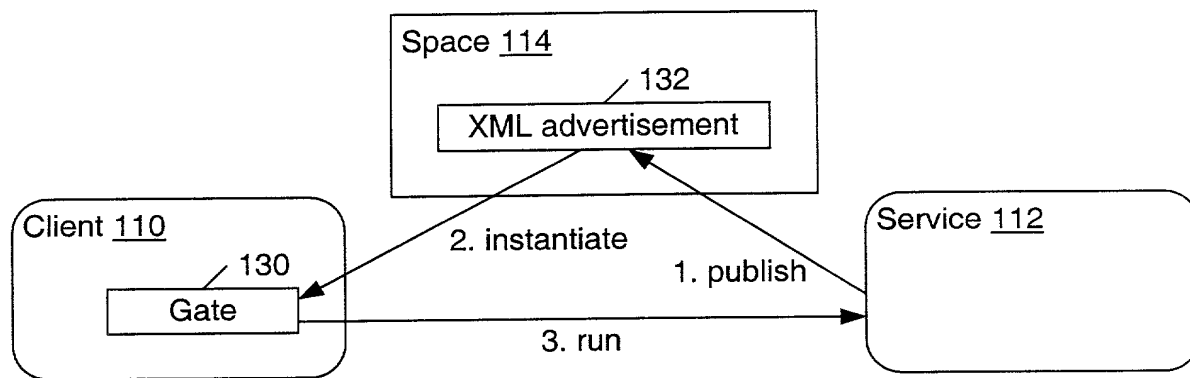 Space 114
132
XML advertisement
Client 110
2. instantiate
Service 112
130
1. publish
Gate
3. run